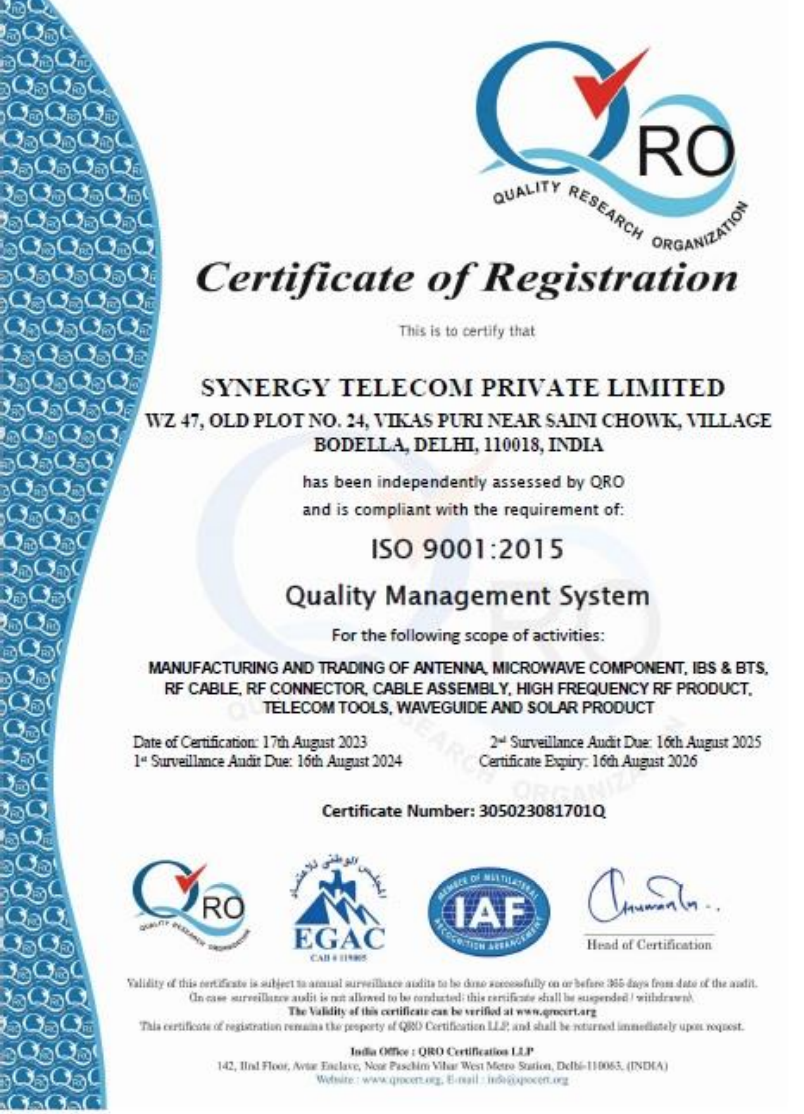 QRO
QUALITY RESEARCH ORGANIZATION
Certificate of Registration
This is to certify that
SYNERGY TELECOM PRIVATE LIMITED
WZ 47, OLD PLOT NO. 24, VIKAS PURI NEAR SAINI CHOWK, VILLAGE
BODELLA, DELHI, 110018, INDIA
has been independently assessed by QRO
and is compliant with the requirement of:
ISO 9001:2015
Quality Management System
For the following scope of activities:
MANUFACTURING AND TRADING OF ANTENNA, MICROWAVE COMPONENT, IBS & BTS,
RF CABLE, RF CONNECTOR, CABLE ASSEMBLY, HIGH FREQUENCY RF PRODUCT,
TELECOM TOOLS, WAVEGUIDE AND SOLAR PRODUCT
Date of Certification: 17th August 2023 2nd Surveillance Audit Due: 16th August 2025
1st Surveillance Audit Due: 16th August 2024 Certificate Expiry: 16th August 2026
Certificate Number: 305023081701Q
QRO
QUALITY RESEARCH ORGANIZATION
المجلس الوطني للاعتماد
EGAC
CAB # 119005
MEMBER OF MULTILATERAL
IAF
RECOGNITION ARRANGEMENT
Head of Certification
Validity of this certificate is subject to annual surveillance audits to be done successfully on or before 365 days from date of the audit.
(In case surveillance audit is not allowed to be conducted; this certificate shall be suspended / withdrawn).
The Validity of this certificate can be verified at www.qrocert.org
This certificate of registration remains the property of QRO Certification LLP, and shall be returned immediately upon request.
India Office : QRO Certification LLP
142, IInd Floor, Avtar Enclave, Near Paschim Vihar West Metro Station, Delhi-110063, (INDIA)
Website : www.qrocert.org, E-mail : info@qrocert.org